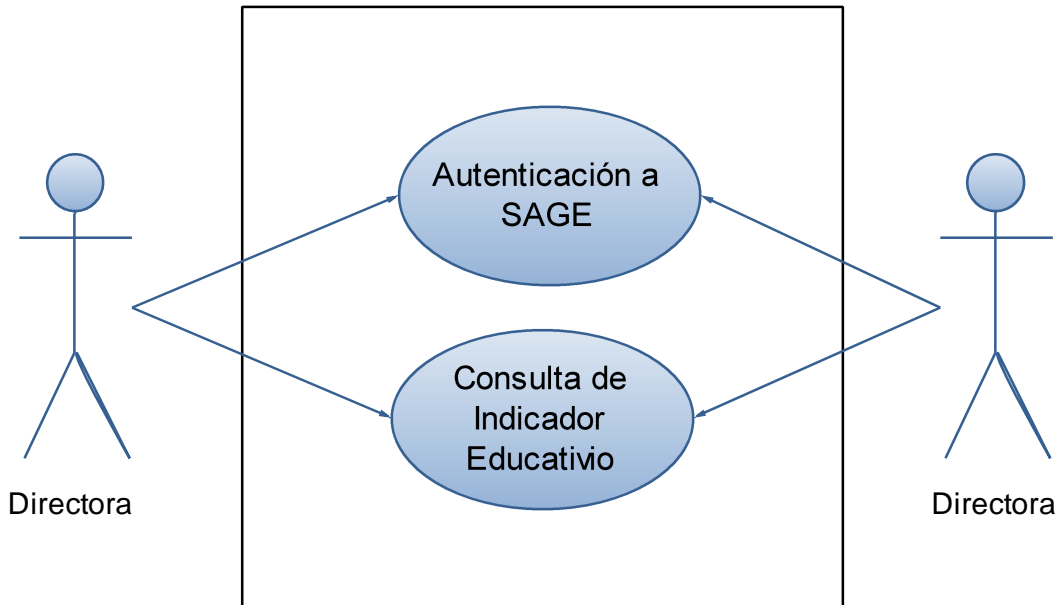 Autenticación a
SAGE
Consulta de
Indicador
Educativio
Directora
Directora